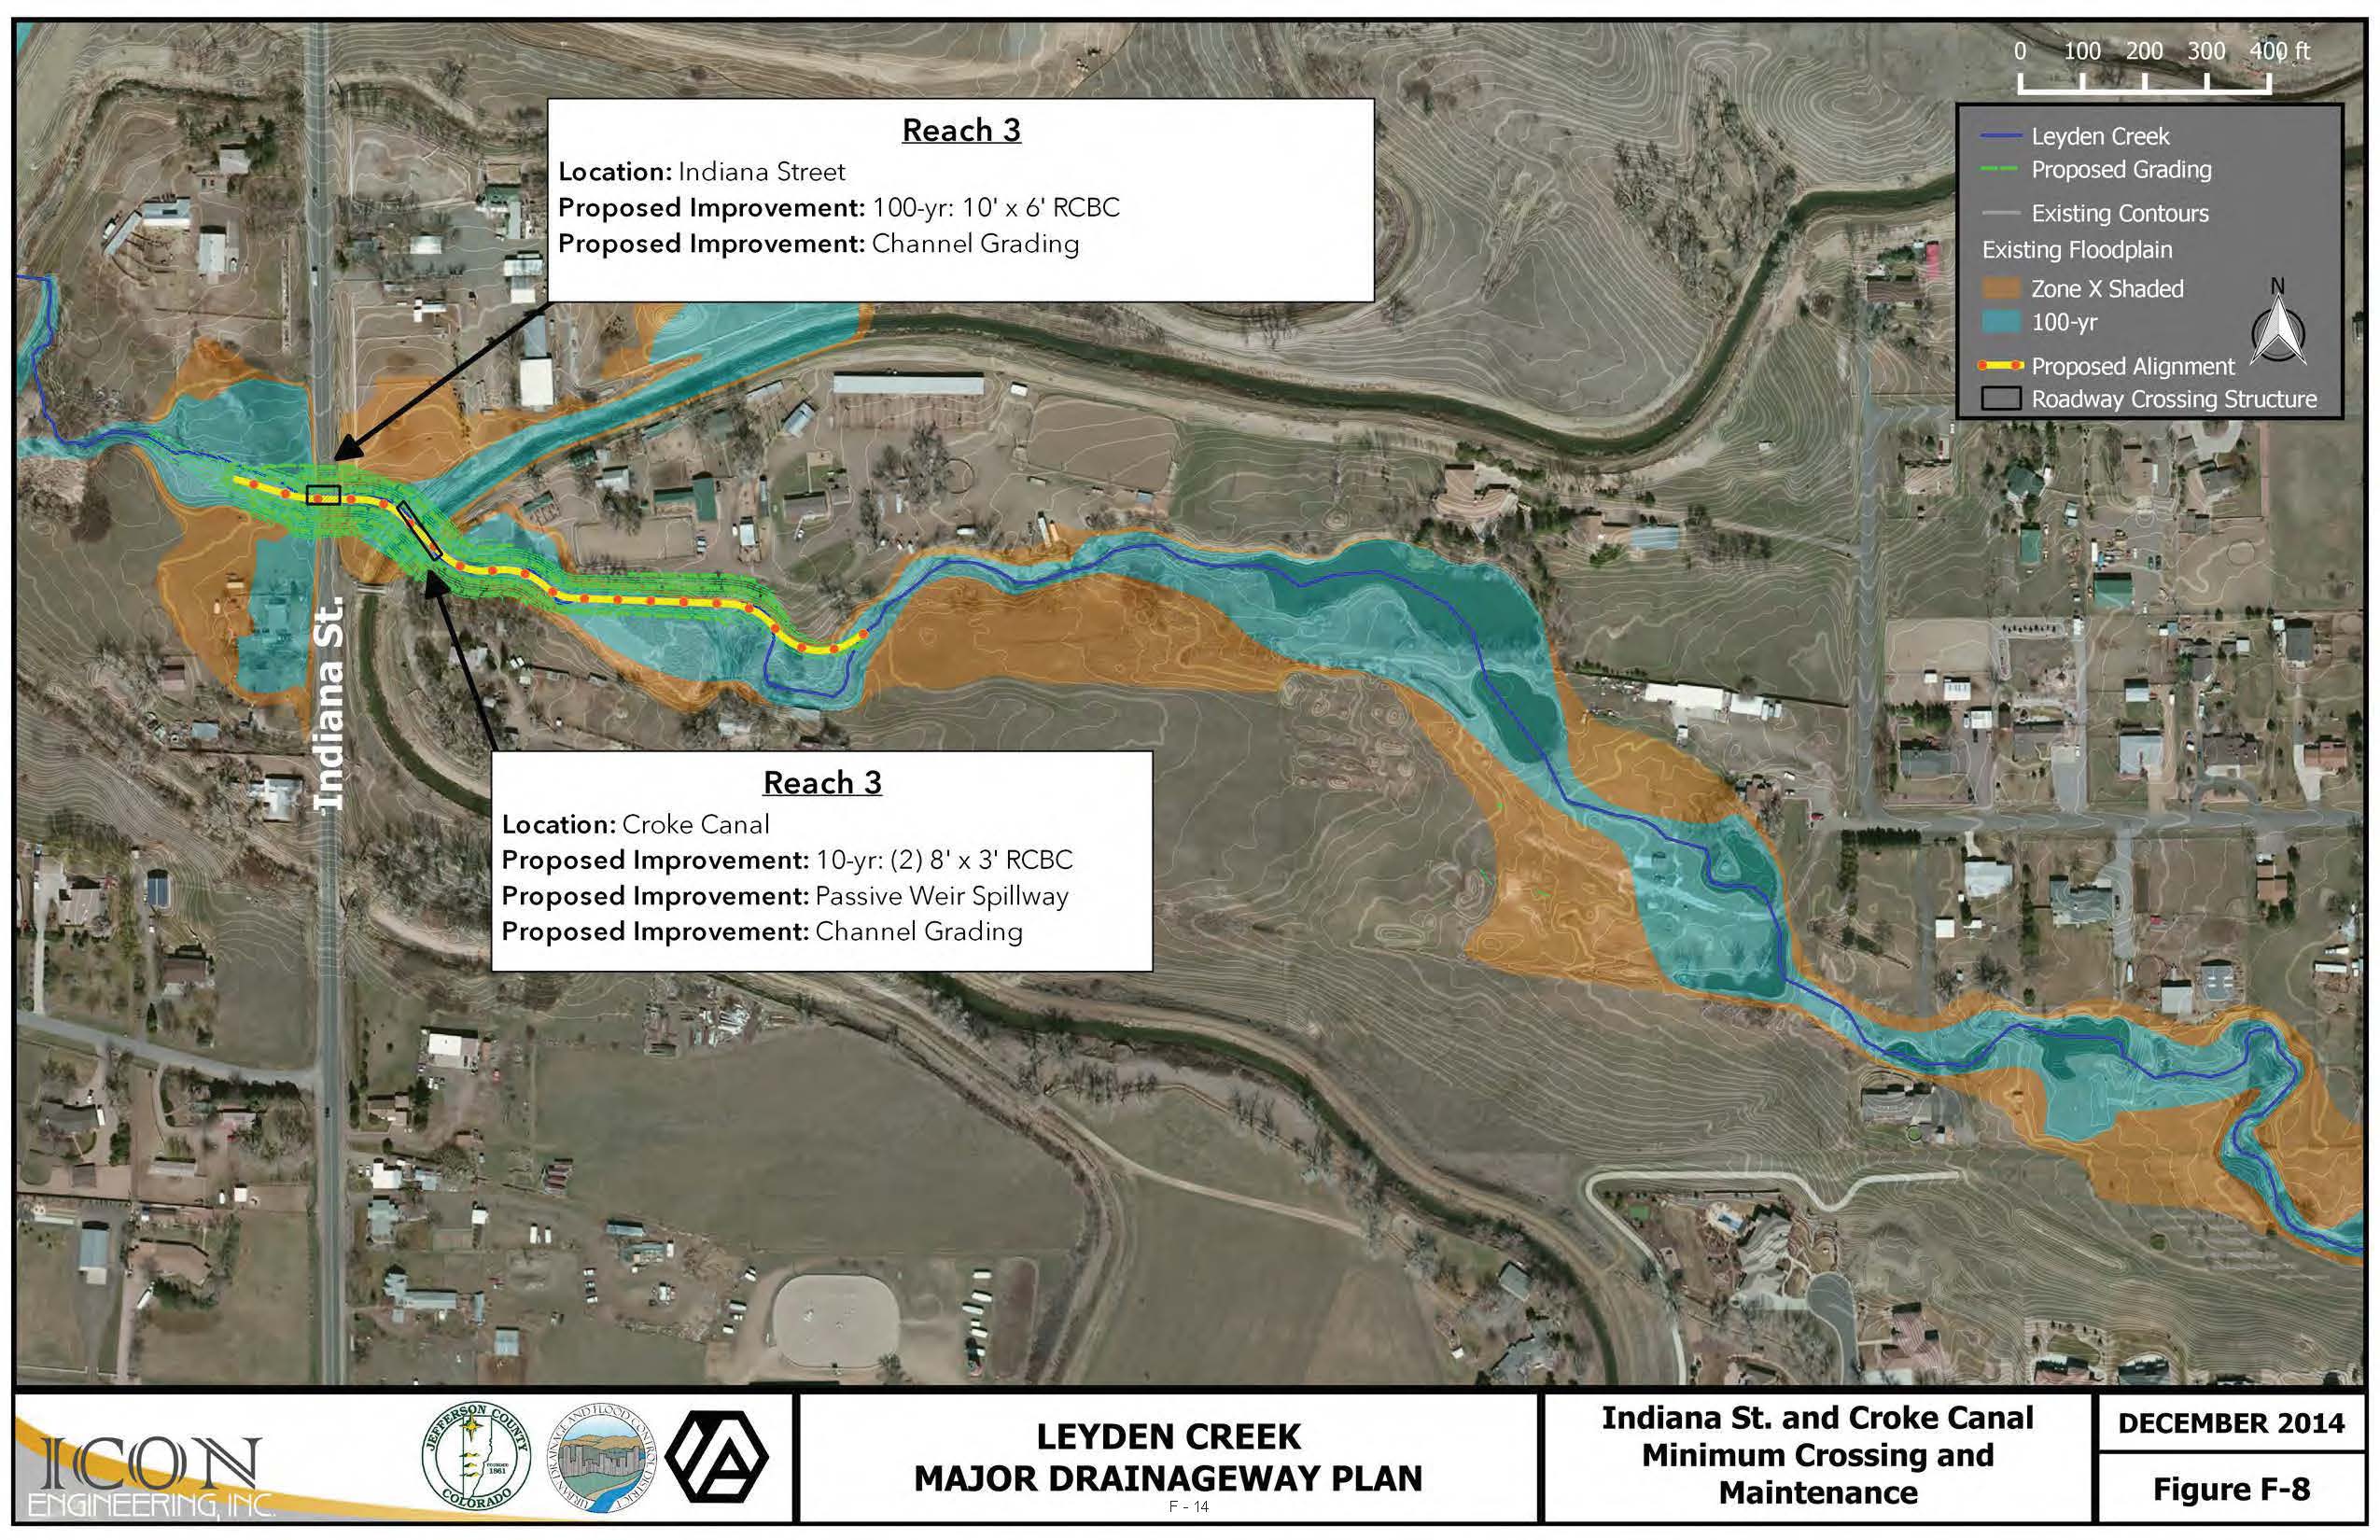 0 100 200 300 400 ft
Leyden Creek
Proposed Grading
Existing Contours
Existing Floodplain
Zone X Shaded
100-yr
N
Proposed Alignment
Roadway Crossing Structure
Reach 3
Location: Indiana Street
Proposed Improvement: 100-yr: 10' x 6' RCBC
Proposed Improvement: Channel Grading
Indiana St.
Reach 3
Location: Croke Canal
Proposed Improvement: 10-yr: (2) 8' x 3' RCBC
Proposed Improvement: Passive Weir Spillway
Proposed Improvement: Channel Grading
ICON
ENGINEERING, INC.
JEFFERSON COUNTY
FOUNDED
1861
COLORADO
URBAN DRAINAGE AND FLOOD CONTROL DISTRICT
LEYDEN CREEK
MAJOR DRAINAGEWAY PLAN
F - 14
Indiana St. and Croke Canal
Minimum Crossing and
Maintenance
DECEMBER 2014
Figure F-8